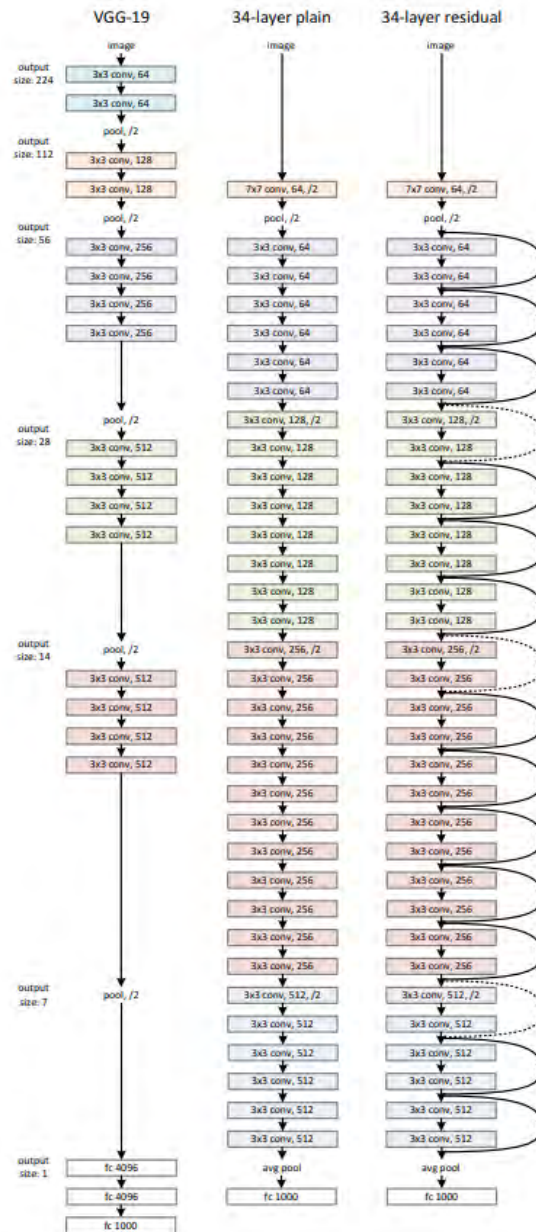 VGG-19
34-layer plain
34-layer residual
output
size: 224
output
size: 112
output
size: 56
output
size: 28
output
size: 14
output
size: 7
output
size: 1
image
3x3 conv, 64
3x3 conv, 64
pool, /2
3x3 conv, 128
3x3 conv, 128
pool, /2
3x3 conv, 256
3x3 conv, 256
3x3 conv, 256
3x3 conv, 256
pool, /2
3x3 conv, 512
3x3 conv, 512
3x3 conv, 512
3x3 conv, 512
pool, /2
3x3 conv, 512
3x3 conv, 512
3x3 conv, 512
3x3 conv, 512
pool, /2
fc 4096
fc 4096
fc 1000
image
7x7 conv, 64, /2
pool, /2
3x3 conv, 64
3x3 conv, 64
3x3 conv, 64
3x3 conv, 64
3x3 conv, 64
3x3 conv, 64
3x3 conv, 128, /2
3x3 conv, 128
3x3 conv, 128
3x3 conv, 128
3x3 conv, 128
3x3 conv, 128
3x3 conv, 128
3x3 conv, 128
3x3 conv, 256, /2
3x3 conv, 256
3x3 conv, 256
3x3 conv, 256
3x3 conv, 256
3x3 conv, 256
3x3 conv, 256
3x3 conv, 256
3x3 conv, 256
3x3 conv, 256
3x3 conv, 256
3x3 conv, 256
3x3 conv, 512, /2
3x3 conv, 512
3x3 conv, 512
3x3 conv, 512
3x3 conv, 512
3x3 conv, 512
avg pool
fc 1000
image
7x7 conv, 64, /2
pool, /2
3x3 conv, 64
3x3 conv, 64
3x3 conv, 64
3x3 conv, 64
3x3 conv, 64
3x3 conv, 64
3x3 conv, 128, /2
3x3 conv, 128
3x3 conv, 128
3x3 conv, 128
3x3 conv, 128
3x3 conv, 128
3x3 conv, 128
3x3 conv, 128
3x3 conv, 256, /2
3x3 conv, 256
3x3 conv, 256
3x3 conv, 256
3x3 conv, 256
3x3 conv, 256
3x3 conv, 256
3x3 conv, 256
3x3 conv, 256
3x3 conv, 256
3x3 conv, 256
3x3 conv, 256
3x3 conv, 512, /2
3x3 conv, 512
3x3 conv, 512
3x3 conv, 512
3x3 conv, 512
3x3 conv, 512
avg pool
fc 1000